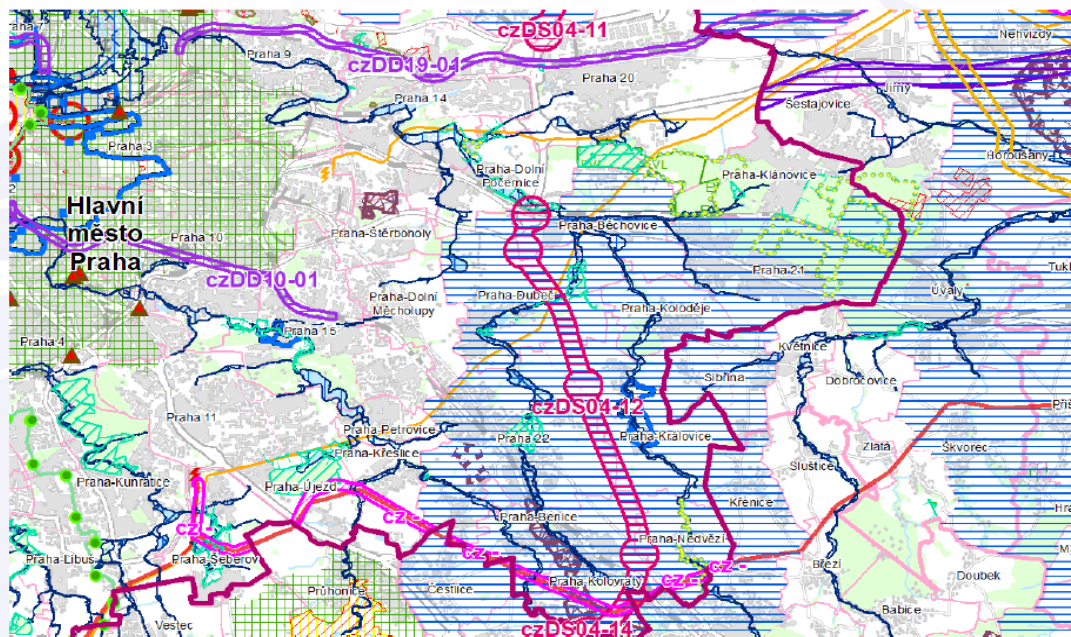 czDS04-11
Nehvizdy
Praha 9
czDD19-01
Praha 20
Jirny
Praha 14
Šestajovice
Praha 3
Horoušany
Praha-Dolní
Počernice
VL
Praha-Klánovice
Hlavní
město
Praha
Praha 10
Praha-Štěrboholy
Praha-Běchovice
czDD10-01
Praha 21
Praha-Dubeč
Praha-Dolní
Měcholupy
Praha-Koloděje
Úvaly
Praha 15
Praha 4
Květnice
Sibřina
Dobročovice
czDS04-12
Praha 11
Praha-Petrovice
Praha 22
Praha-Královice
Zlatá
Škvorec
Praha-Křeslice
Sluštice
Praha-Kunratice
Praha-Újezd
Křenice
cz -
Praha-Benice
Praha-Nedvězí
Praha-Libuš
Praha-Šeberov
cz -
cz -
Březí
Doubek
Průhonice
Čestlice
Praha-Kolovraty
Babice
Vestec
czDS04-14